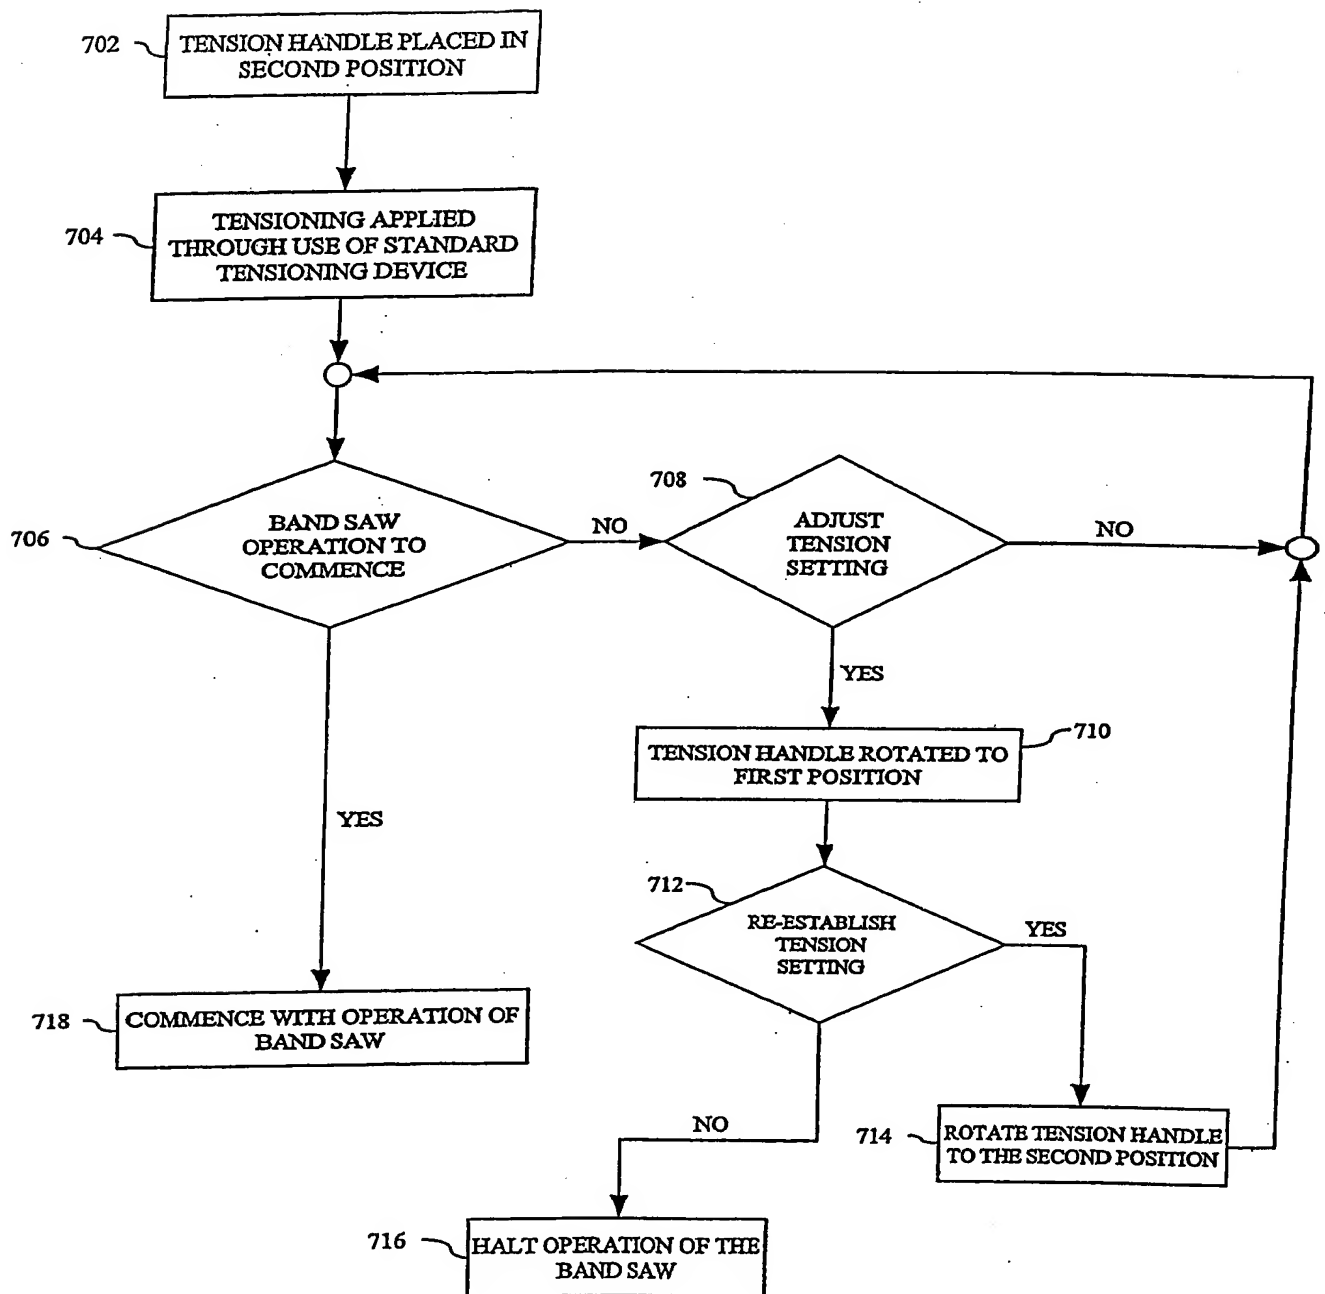 702
TENSION HANDLE PLACED IN
SECOND POSITION
704
TENSIONING APPLIED
THROUGH USE OF STANDARD
TENSIONING DEVICE
706
BAND SAW
OPERATION TO
COMMENCE
NO
708
ADJUST
TENSION
SETTING
NO
YES
YES
TENSION HANDLE ROTATED TO
FIRST POSITION
710
712
RE-ESTABLISH
TENSION
SETTING
YES
718
COMMENCE WITH OPERATION OF
BAND SAW
NO
714
ROTATE TENSION HANDLE
TO THE SECOND POSITION
716
HALT OPERATION OF THE
BAND SAW